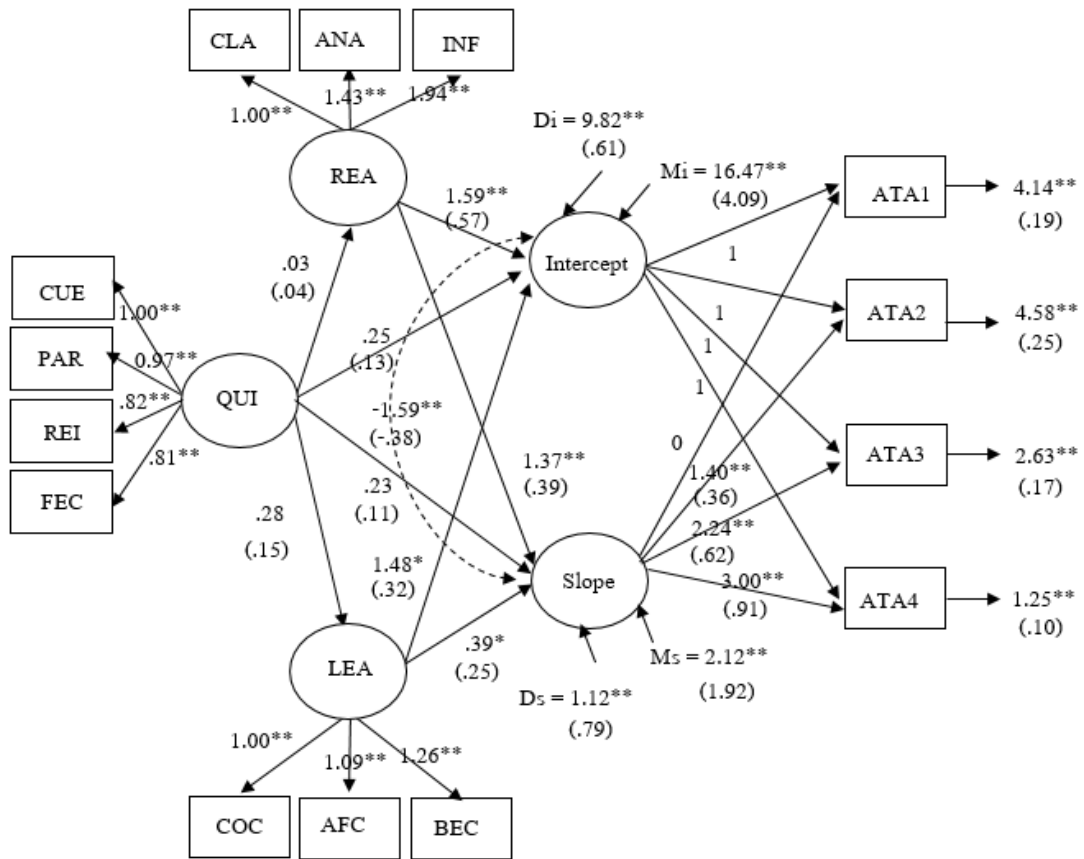 CLA
ANA
INF
1.00**
1.43**
1.94**
REA
Di = 9.82**
(.61)
Mi = 16.47**
(4.09)
1.59**
(.57)
Intercept
ATA1
4.14**
(.19)
.03
(.04)
CUE
1.00**
PAR
0.97**
REI
.82**
FEC
.81**
QUI
.25
(.13)
1
1
1
1
ATA2
4.58**
(.25)
-1.59**
(-.38)
.23
(.11)
1.37**
(.39)
0
1.40**
(.36)
2.24**
(.62)
3.00**
(.91)
ATA3
2.63**
(.17)
.28
(.15)
1.48*
(.32)
Slope
ATA4
1.25**
(.10)
LEA
.39*
(.25)
Ms = 2.12**
(1.92)
Ds = 1.12**
(.79)
1.00**
1.09**
1.26**
COC
AFC
BEC